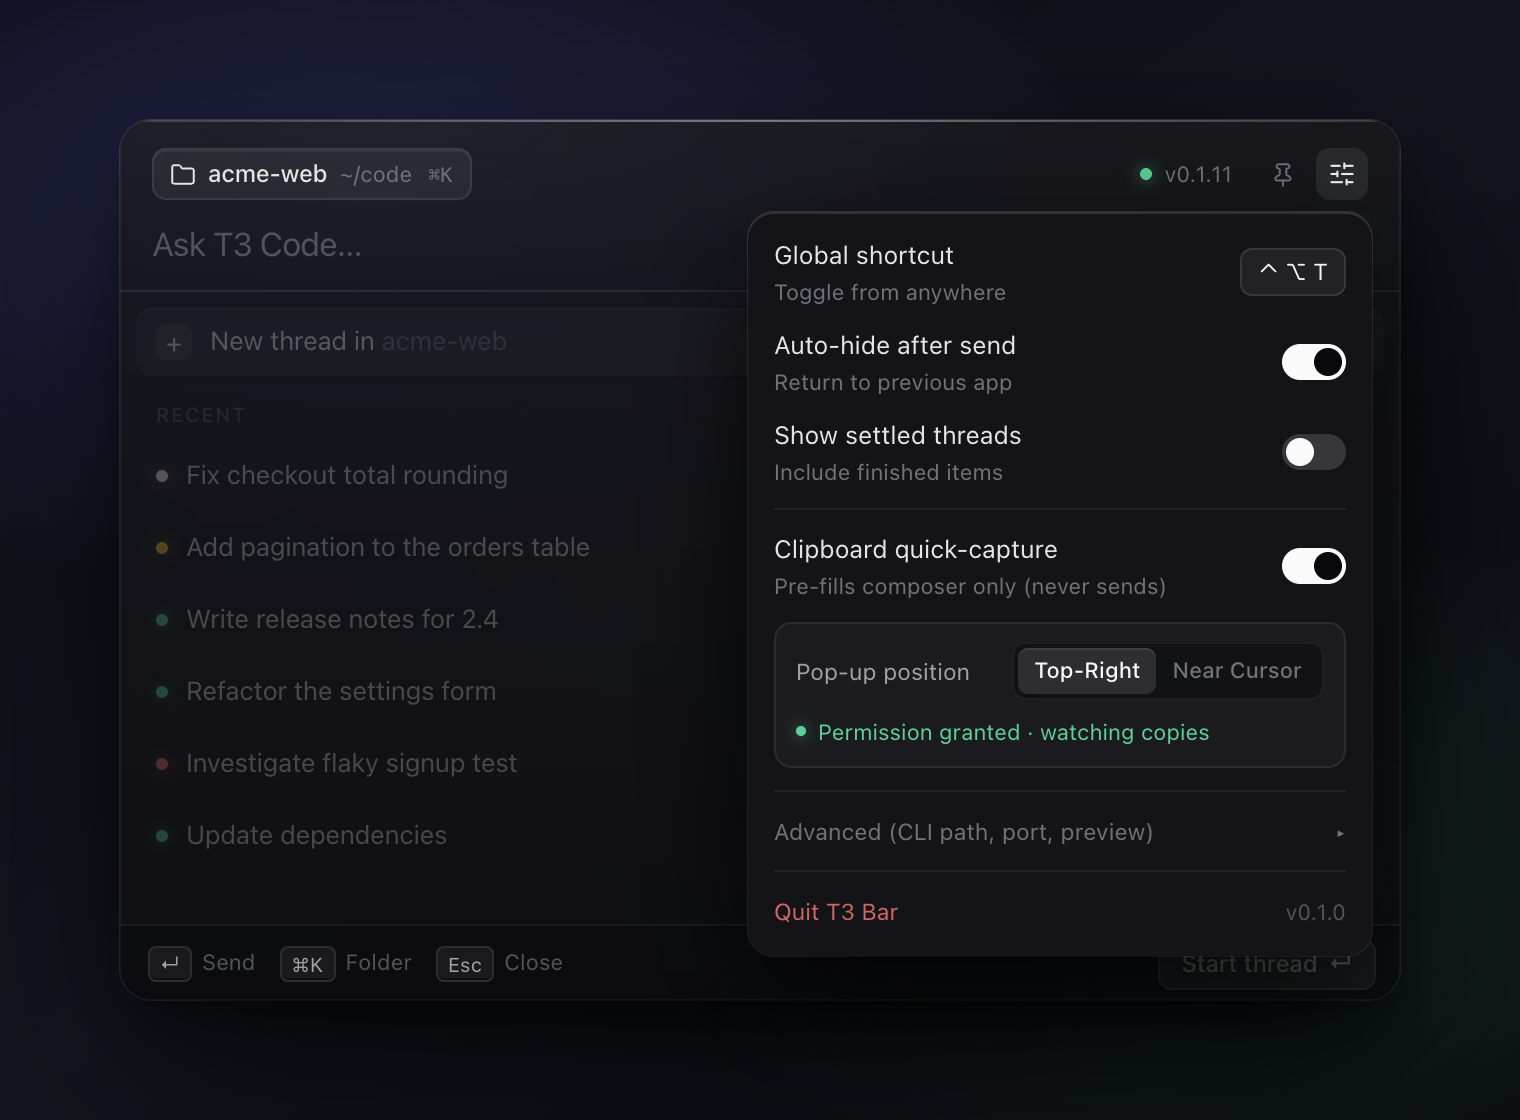 acme-web ~/code ⌘K
v0.1.11
Ask T3 Code...
+ New thread in acme-web
RECENT
Fix checkout total rounding
Add pagination to the orders table
Write release notes for 2.4
Refactor the settings form
Investigate flaky signup test
Update dependencies
Global shortcut
^ ⌥ T
Toggle from anywhere
Auto-hide after send
Return to previous app
Show settled threads
Include finished items
Clipboard quick-capture
Pre-fills composer only (never sends)
Pop-up position Top-Right Near Cursor
Permission granted · watching copies
Advanced (CLI path, port, preview) ▸
Quit T3 Bar v0.1.0
↵ Send ⌘K Folder Esc Close
Start thread ↵